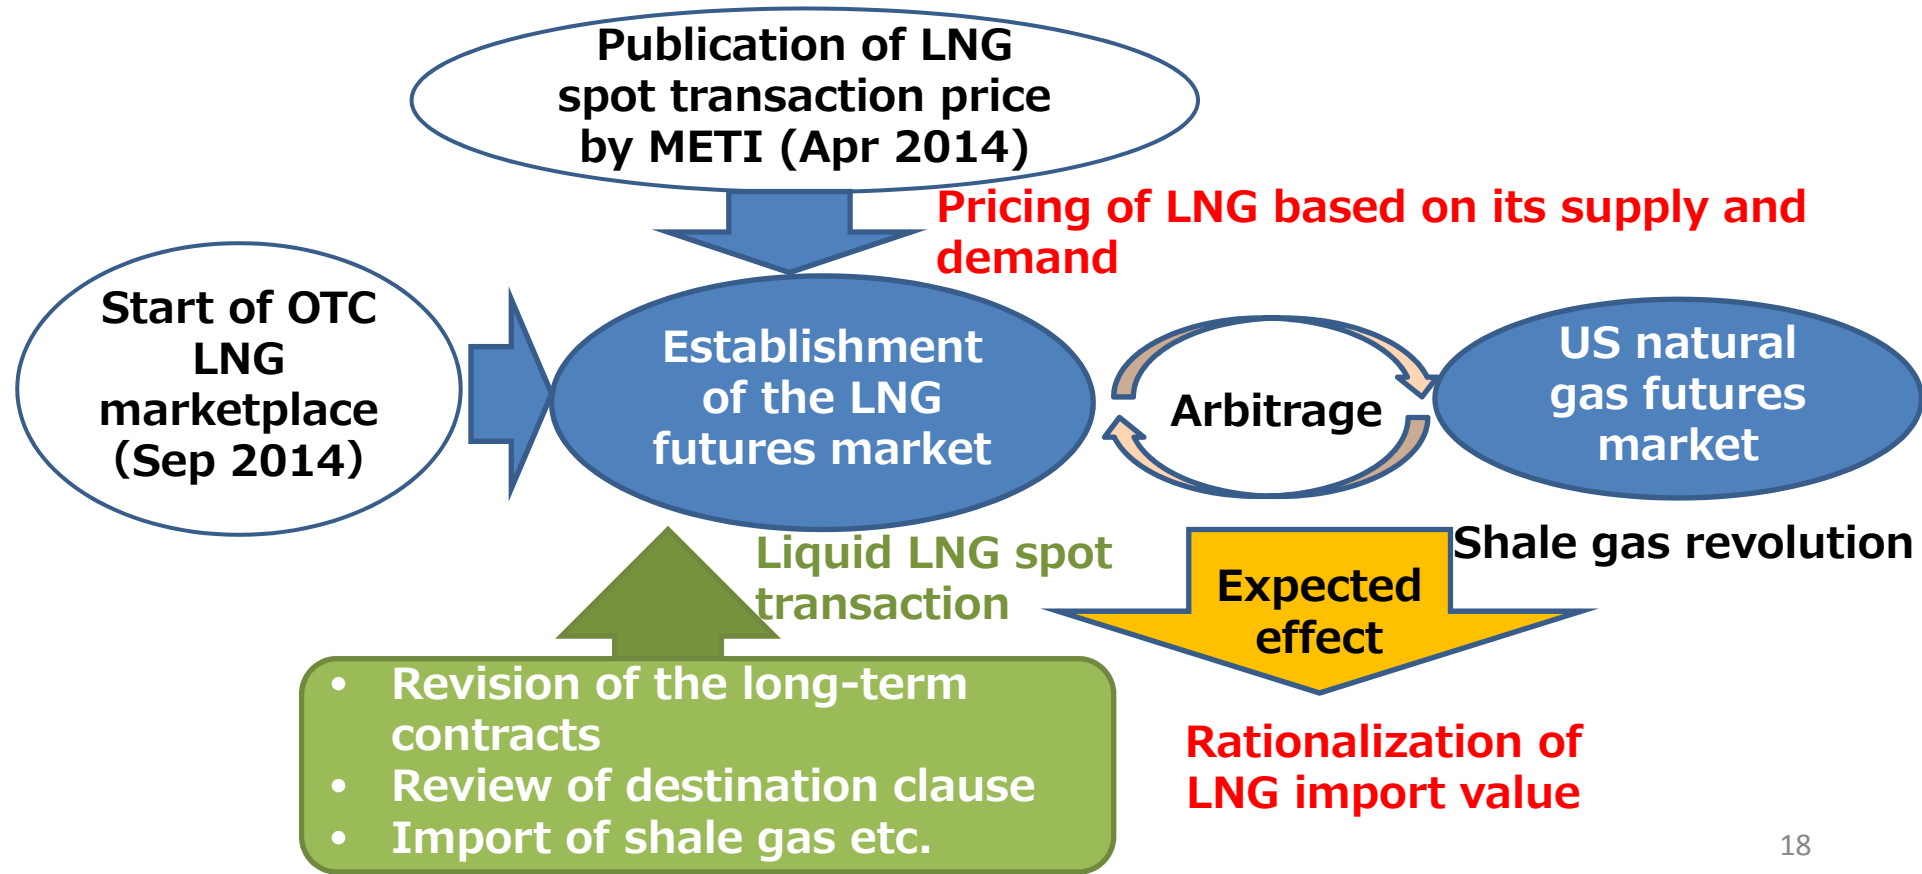 Publication of LNG
spot transaction price
by METI (Apr 2014)
Pricing of LNG based on its supply and
demand
Start of OTC
LNG
marketplace
(Sep 2014)
Establishment
of the LNG
futures market
Arbitrage
US natural
gas futures
market
Shale gas revolution
Liquid LNG spot
transaction
Expected
effect
• Revision of the long-term
contracts
• Review of destination clause
• Import of shale gas etc.
Rationalization of
LNG import value
18